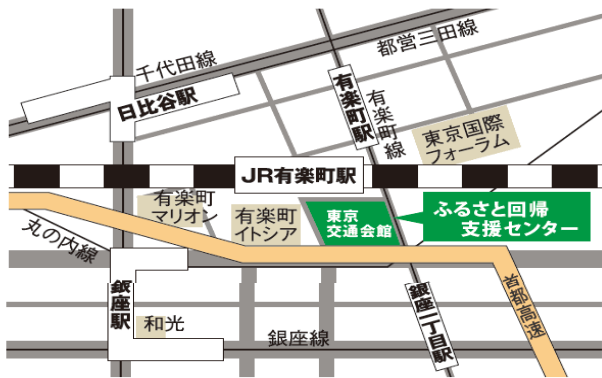 千代田線
都営三田線
日比谷駅
有楽町駅
有楽町線
東京国際
フォーラム
JR有楽町駅
有楽町
マリオン
有楽町
イトシア
東京
交通会館
ふるさと回帰
支援センター
丸の内線
銀座駅
和光
銀座線
銀座一丁目駅
首都高速